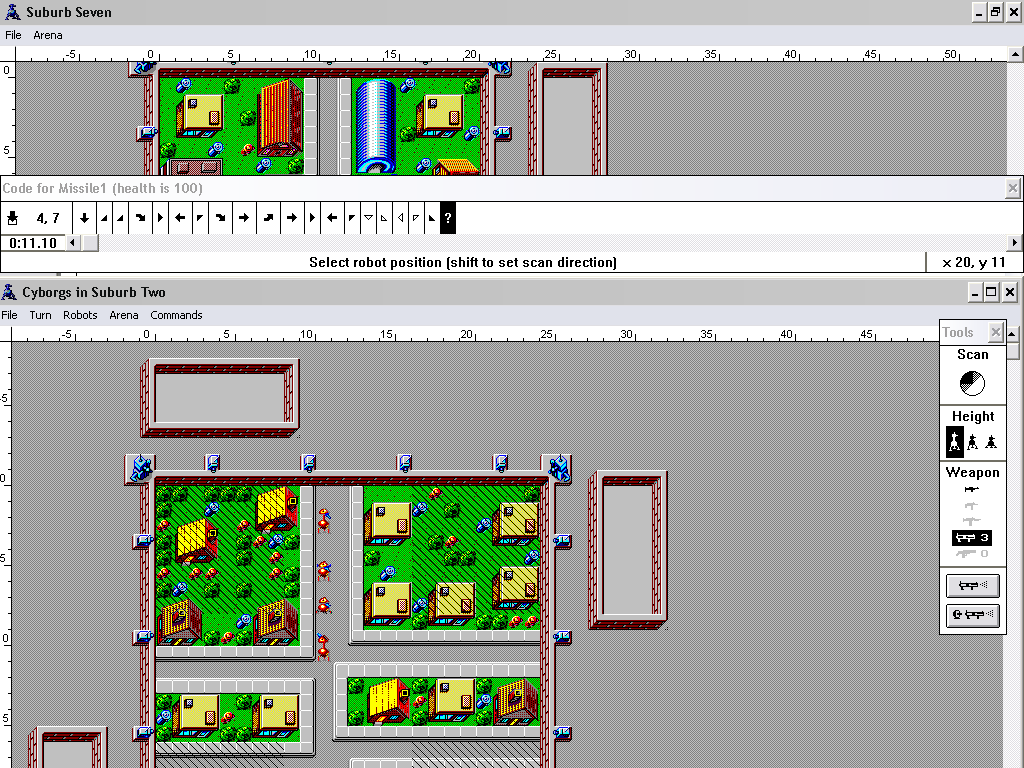 Suburb Seven
File Arena
-5 0 5 10 15 20 25 30 35 40 45 50
0
5
Code for Missile1 (health is 100)
4, 7 ?
0:11.10
Select robot position (shift to set scan direction) x 20, y 11
Cyborgs in Suburb Two
File Turn Robots Arena Commands
-5 0 5 10 15 20 25 30 35 40 45
Tools
Scan
Height
Weapon
3
0
-5
0
5
0
5